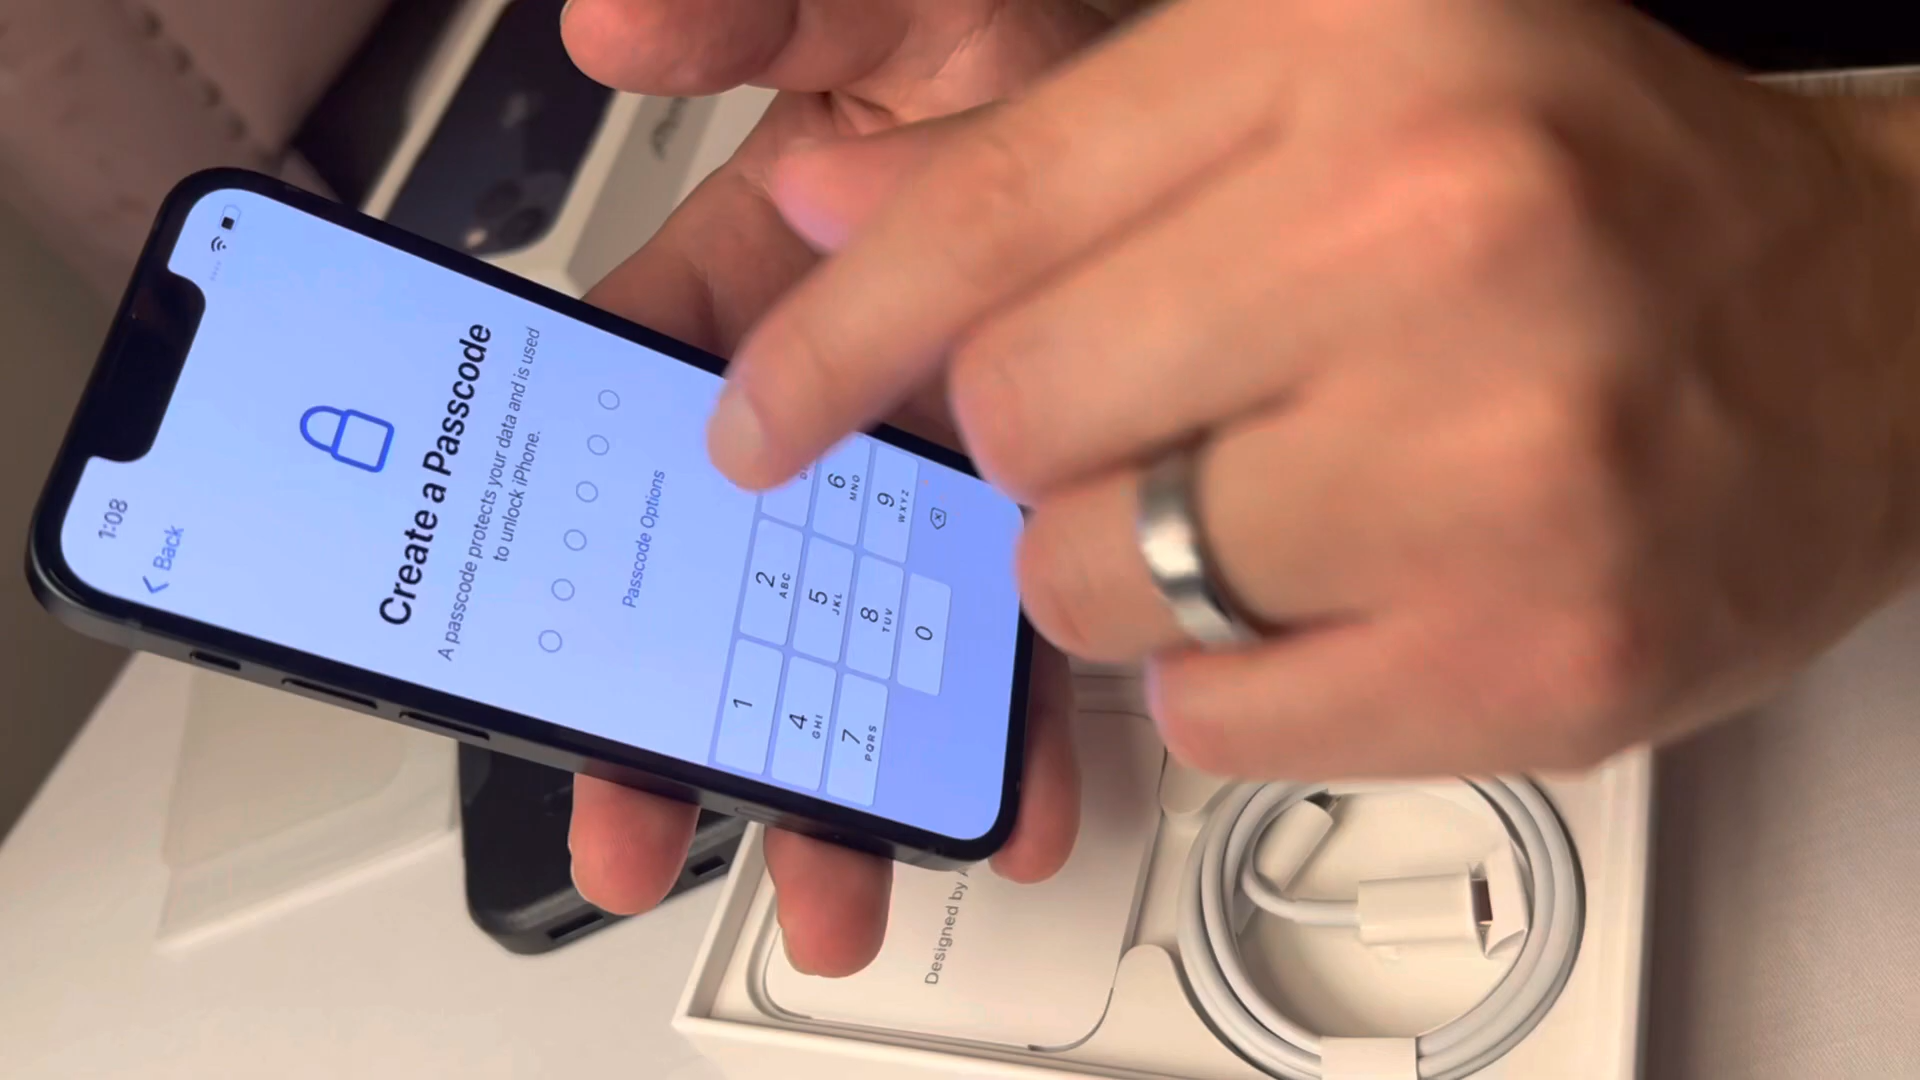 1:08
Back
Create a Passcode
A passcode protects your data and is used
to unlock iPhone.
Passcode Options
1
2
ABC
4
GHI
5
JKL
6
MNO
7
PQRS
8
TUV
9
WXYZ
0
Designed by